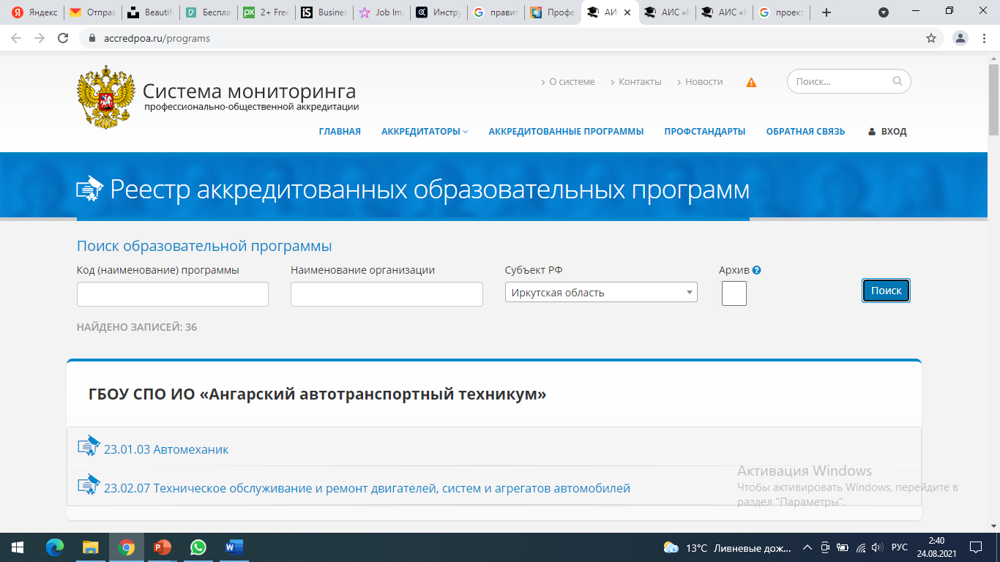 Яндекс
Отправ
Beautif
Беспла
2+ Free
Busines
Job Ima
Инстру
правит
Профес
АИС
АИС «М
АИС «М
проект
accredpoa.ru/programs
Система мониторинга
профессионально-общественной аккредитации
О системе
Контакты
Новости
Поиск...
ГЛАВНАЯ
АККРЕДИТАТОРЫ
АККРЕДИТОВАННЫЕ ПРОГРАММЫ
ПРОФСТАНДАРТЫ
ОБРАТНАЯ СВЯЗЬ
ВХОД
Реестр аккредитованных образовательных программ
Поиск образовательной программы
Код (наименование) программы
Наименование организации
Субъект РФ
Архив
Иркутская область
Поиск
НАЙДЕНО ЗАПИСЕЙ: 36
ГБОУ СПО ИО «Ангарский автотранспортный техникум»
23.01.03 Автомеханик
23.02.07 Техническое обслуживание и ремонт двигателей, систем и агрегатов автомобилей
Активация Windows
Чтобы активировать Windows, перейдите в
раздел "Параметры".
13°C Ливневые дож...
РУС
2:40
24.08.2021